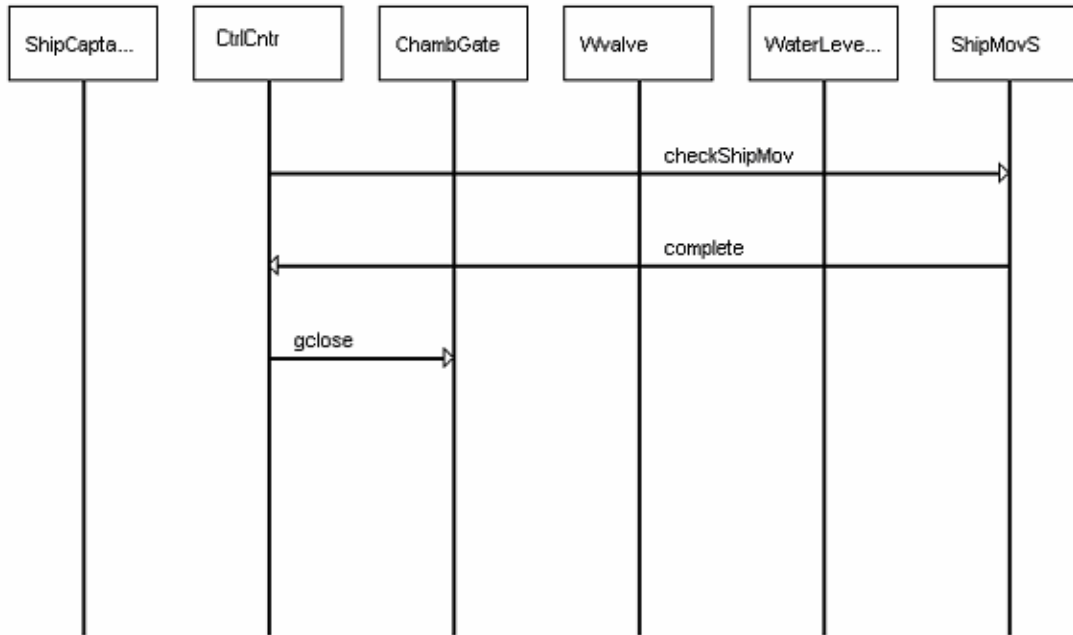 ShipCapta...
CtrlCntr
ChambGate
Wvalve
WaterLeve...
ShipMovS
checkShipMov
complete
gclose